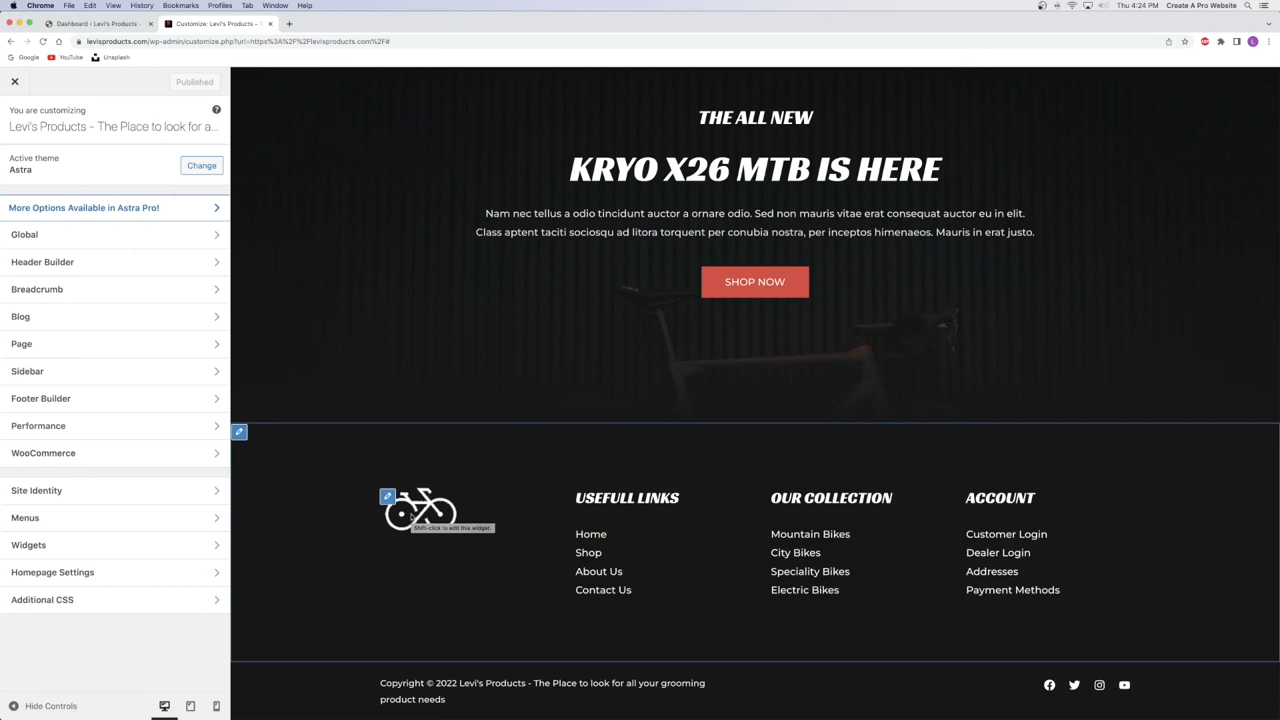 Chrome File Edit View History Bookmarks Profiles Tab Window Help
Thu 4:24 PM Create A Pro Website
Dashboard ‹ Levi's Products -
Customize: Levi's Products – T
levisproducts.com/wp-admin/customize.php?url=https%3A%2F%2Flevisproducts.com%2F#
Google YouTube Unsplash
Published
You are customizing
Levi's Products - The Place to look for a...
Active theme
Astra
Change
More Options Available in Astra Pro!
Global
Header Builder
Breadcrumb
Blog
Page
Sidebar
Footer Builder
Performance
WooCommerce
Site Identity
Menus
Widgets
Homepage Settings
Additional CSS
Hide Controls
THE ALL NEW
KRYO X26 MTB IS HERE
Nam nec tellus a odio tincidunt auctor a ornare odio. Sed non mauris vitae erat consequat auctor eu in elit.
Class aptent taciti sociosqu ad litora torquent per conubia nostra, per inceptos himenaeos. Mauris in erat justo.
SHOP NOW
Shift-click to edit this widget.
USEFULL LINKS
Home
Shop
About Us
Contact Us
OUR COLLECTION
Mountain Bikes
City Bikes
Speciality Bikes
Electric Bikes
ACCOUNT
Customer Login
Dealer Login
Addresses
Payment Methods
Copyright © 2022 Levi's Products - The Place to look for all your grooming
product needs